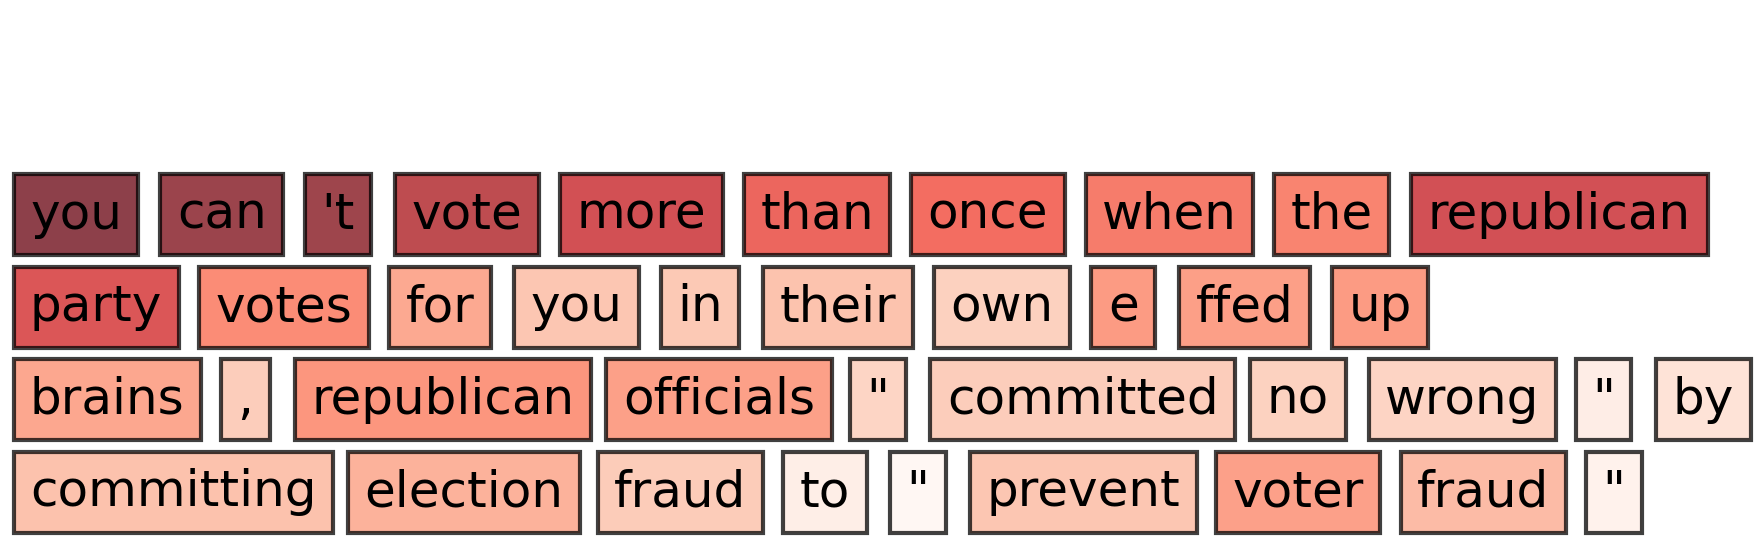 you can 't vote more than once when the republican
party votes for you in their own e ffed up
brains , republican officials " committed no wrong " by
committing election fraud to " prevent voter fraud "